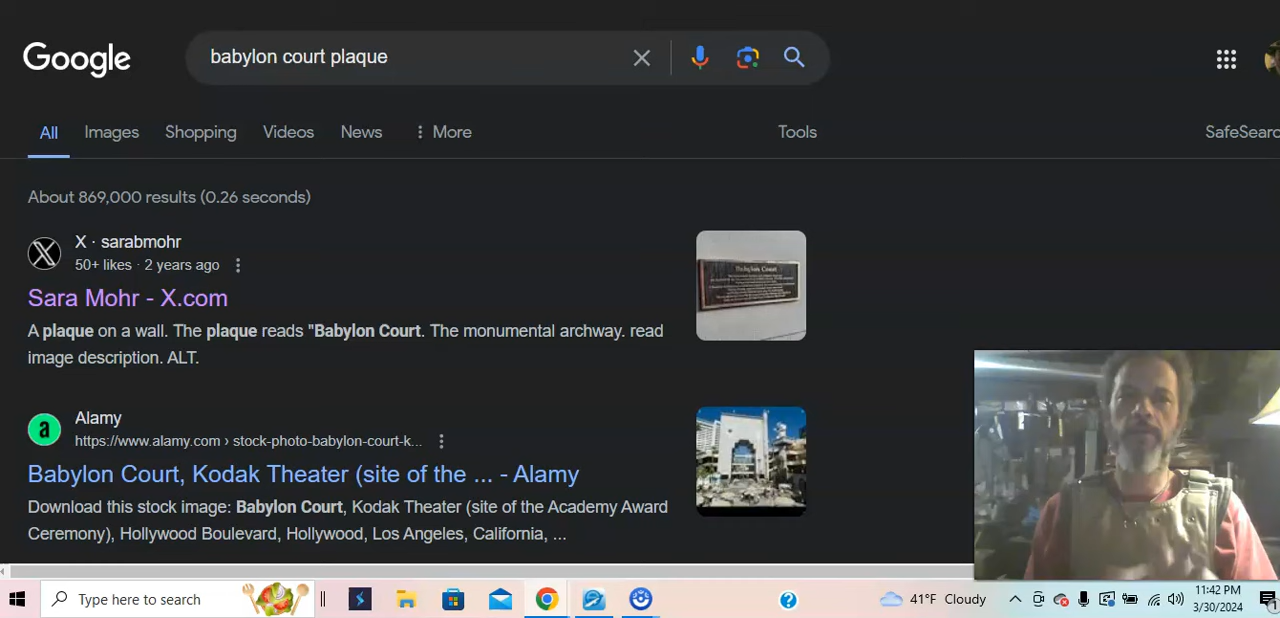 Google
babylon court plaque
All Images Shopping Videos News More Tools SafeSearc
About 869,000 results (0.26 seconds)
X · sarabmohr
50+ likes · 2 years ago
Sara Mohr - X.com
A plaque on a wall. The plaque reads "Babylon Court. The monumental archway. read
image description. ALT.
Babylon Court
a
Alamy
https://www.alamy.com › stock-photo-babylon-court-k...
Babylon Court, Kodak Theater (site of the ... - Alamy
Download this stock image: Babylon Court, Kodak Theater (site of the Academy Award
Ceremony), Hollywood Boulevard, Hollywood, Los Angeles, California, ...
Type here to search
41°F Cloudy
11:42 PM
3/30/2024
1